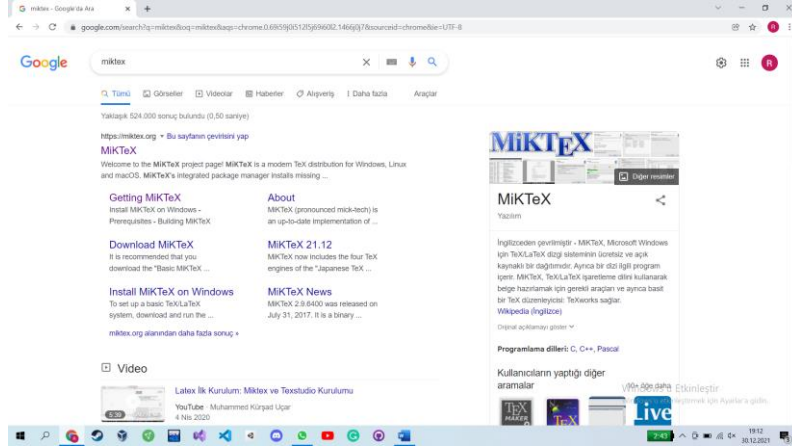 miktex - Google'da Ara
google.com/search?q=miktex&oq=miktex&aqs=chrome.0.69i59j0i512l5j69i60l2.1466j0j7&sourceid=chrome&ie=UTF-8
Google
miktex
R
Tümü Görseller Videolar Haberler Alışveriş Daha fazla Araçlar
Yaklaşık 524.000 sonuç bulundu (0,50 saniye)
https://miktex.org Bu sayfanın çevirisini yap
MiKTeX
Welcome to the MiKTeX project page! MiKTeX is a modern TeX distribution for Windows, Linux
and macOS. MiKTeX's integrated package manager installs missing ...
Getting MiKTeX
Install MiKTeX on Windows -
Prerequisites - Building MiKTeX
About
MiKTeX (pronounced mick-tech) is
an up-to-date implementation of ...
Download MiKTeX
It is recommended that you
download the "Basic MiKTeX ...
MiKTeX 21.12
MiKTeX now includes the four TeX
engines of the "Japanese TeX ...
Install MiKTeX on Windows
To set up a basic TeX/LaTeX
system, download and run the ...
MiKTeX News
MiKTeX 2.9.6400 was released on
July 31, 2017. It is a binary ...
miktex.org alanından daha fazla sonuç »
Video
Latex İlk Kurulum: Miktex ve Texstudio Kurulumu
YouTube · Muhammed Kürşad Uçar
4 Nis 2020
5:39
MiKTEX
Diğer resimler
MiKTeX
Yazılım
İngilizceden çevrilmiştir - MiKTeX, Microsoft Windows
için TeX/LaTeX dizgi sisteminin ücretsiz ve açık
kaynaklı bir dağıtımıdır. Ayrıca bir dizi ilgili program
içerir. MiKTeX, TeX/LaTeX işaretleme dilini kullanarak
belge hazırlamak için gerekli araçları ve ayrıca basit
bir TeX düzenleyicisi: TeXworks sağlar.
Wikipedia (İngilizce)
Orijinal açıklamayı göster
Programlama dilleri: C, C++, Pascal
Kullanıcıların yaptığı diğer
aramalar
TEX
MAKER
TEX
Live
2:43
19:12
30.12.2021